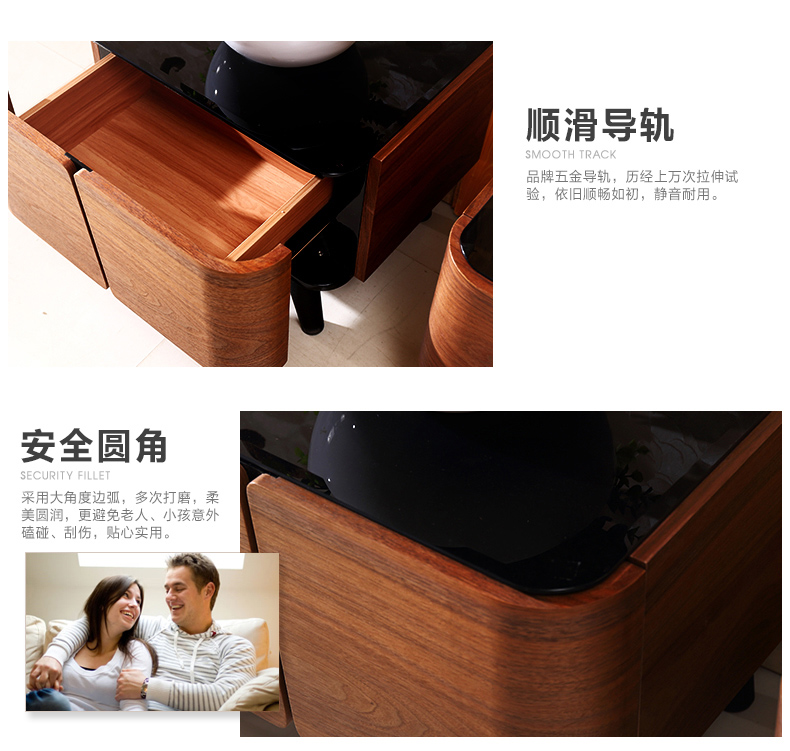 顺滑导轨
SMOOTH TRACK
品牌五金导轨，历经上万次拉伸试
验，依旧顺畅如初，静音耐用。
安全圆角
SECURITY FILLET
采用大角度边弧，多次打磨，柔
美圆润，更避免老人、小孩意外
磕碰、刮伤，贴心实用。